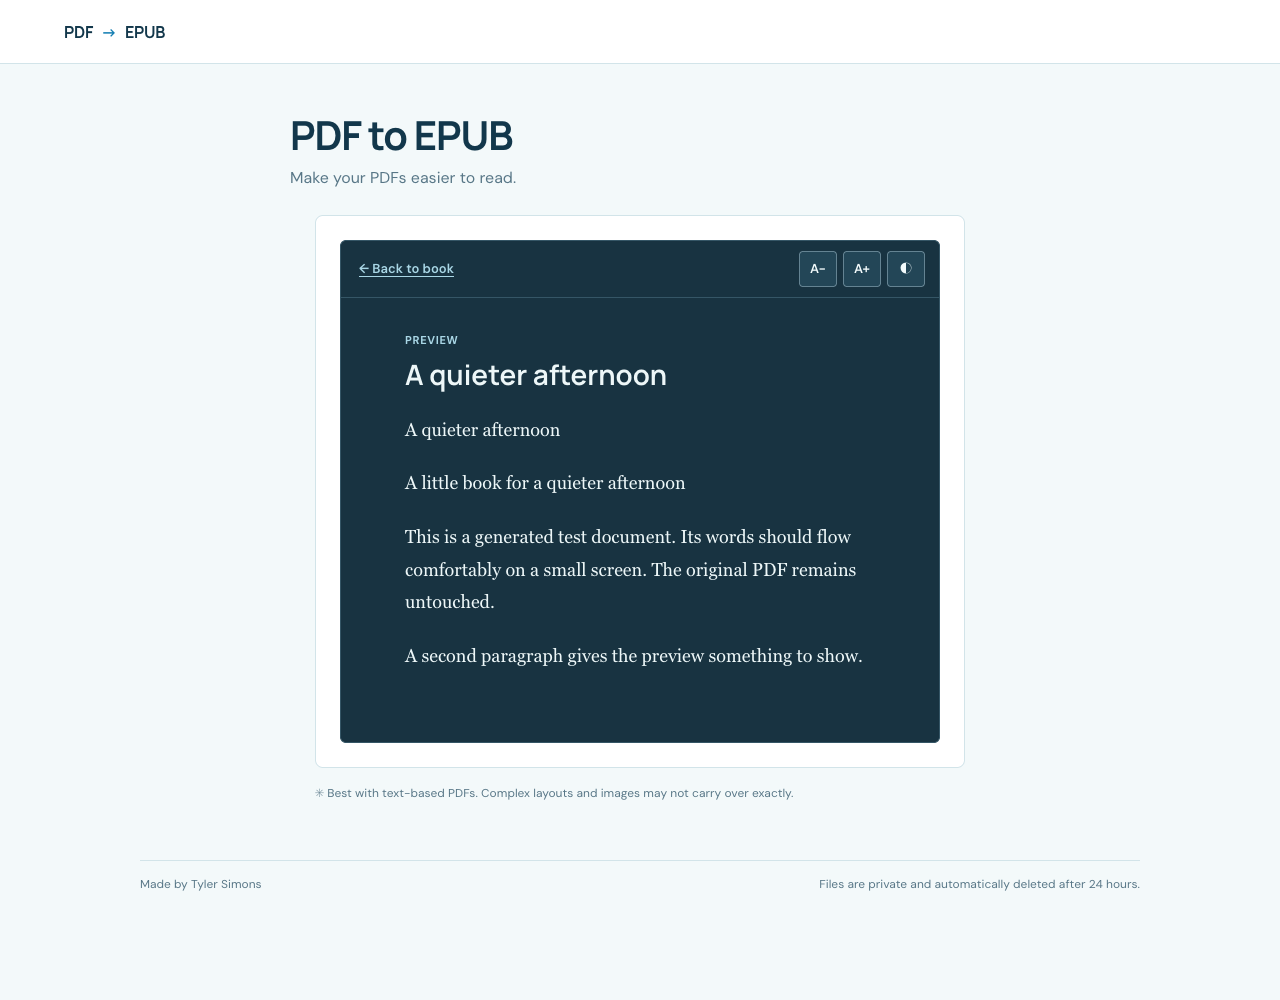 PDF → EPUB
PDF to EPUB
Make your PDFs easier to read.
← Back to book
A− A+ ◐
PREVIEW
A quieter afternoon
A quieter afternoon
A little book for a quieter afternoon
This is a generated test document. Its words should flow
comfortably on a small screen. The original PDF remains
untouched.
A second paragraph gives the preview something to show.
✳ Best with text-based PDFs. Complex layouts and images may not carry over exactly.
Made by Tyler Simons
Files are private and automatically deleted after 24 hours.